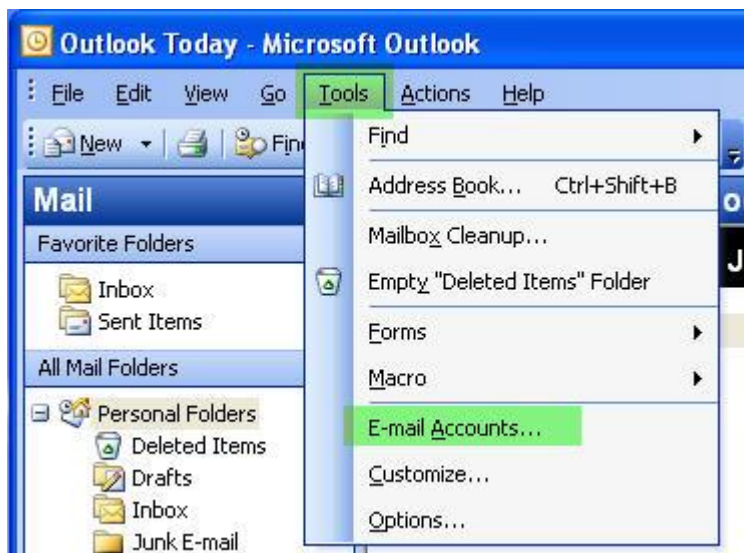 Outlook Today - Microsoft Outlook
File Edit View Go Tools Actions Help
New
Find
Address Book... Ctrl+Shift+B
Mailbox Cleanup...
Empty "Deleted Items" Folder
Forms
Macro
E-mail Accounts...
Customize...
Options...
Mail
Favorite Folders
Inbox
Sent Items
All Mail Folders
Personal Folders
Deleted Items
Drafts
Inbox
Junk E-mail